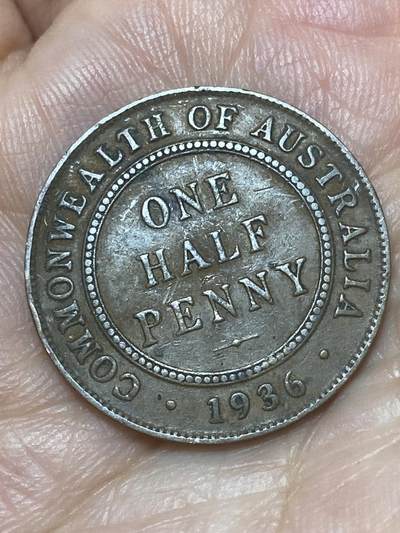 COMMONWEALTH OF AUSTRALIA
ONE
HALF
PENNY
· 1936 ·